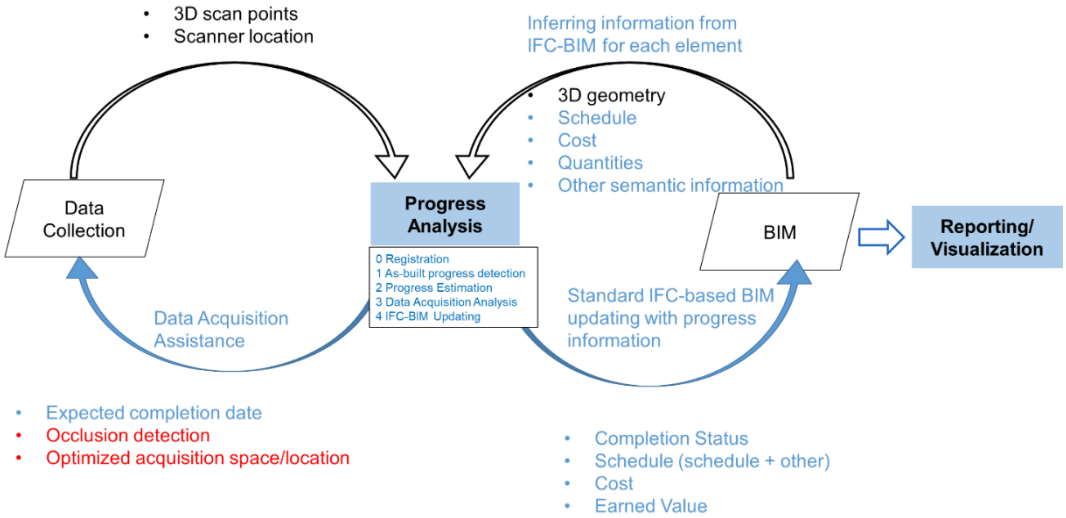 • 3D scan points
• Scanner location
Inferring information from
IFC-BIM for each element
• 3D geometry
• Schedule
• Cost
• Quantities
• Other semantic information
Data
Collection
Progress
Analysis
0 Registration
1 As-built progress detection
2 Progress Estimation
3 Data Acquisition Analysis
4 IFC-BIM Updating
BIM
Reporting/
Visualization
Data Acquisition
Assistance
Standard IFC-based BIM
updating with progress
information
• Expected completion date
• Occlusion detection
• Optimized acquisition space/location
• Completion Status
• Schedule (schedule + other)
• Cost
• Earned Value